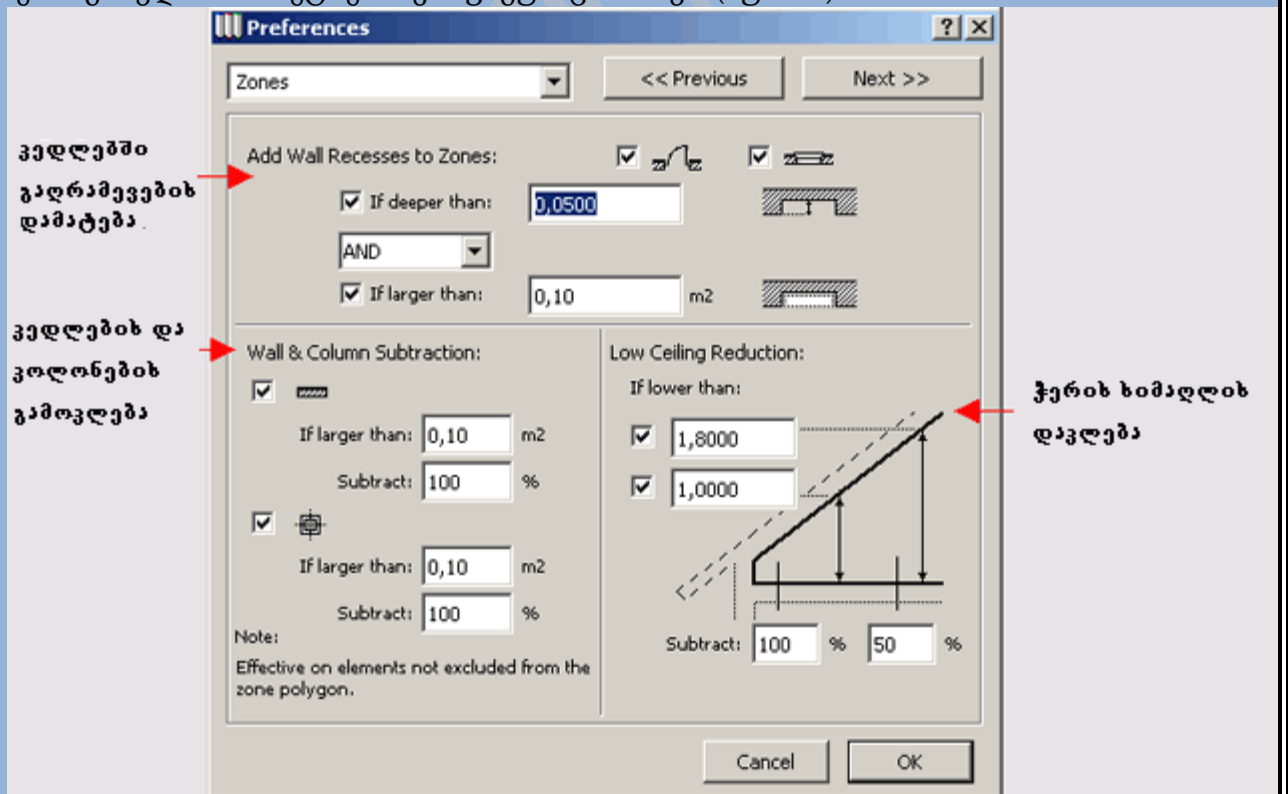 Preferences
Zones
<< Previous
Next >>
კედლებში
გაღრამევების
დამატება .
Add Wall Recesses to Zones:
If deeper than:
0,0500
AND
If larger than:
0,10
m2
კედლების და
კოლონების
გამოკლება
Wall & Column Subtraction:
If larger than:
0,10
m2
Subtract:
100
%
If larger than:
0,10
m2
Subtract:
100
%
Note:
Effective on elements not excluded from the
zone polygon.
Low Ceiling Reduction:
If lower than:
1,8000
1,0000
Subtract:
100
%
50
%
ჭერის სიმაღლის
დაკლება
Cancel
OK